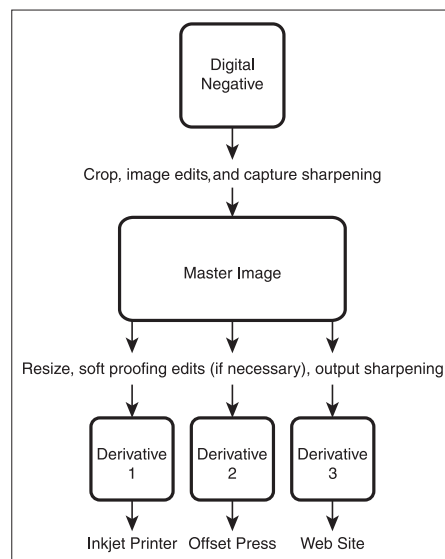 Digital
Negative
Crop, image edits, and capture sharpening
Master Image
Resize, soft proofing edits (if necessary), output sharpening
Derivative
1
Derivative
2
Derivative
3
Inkjet Printer
Offset Press
Web Site